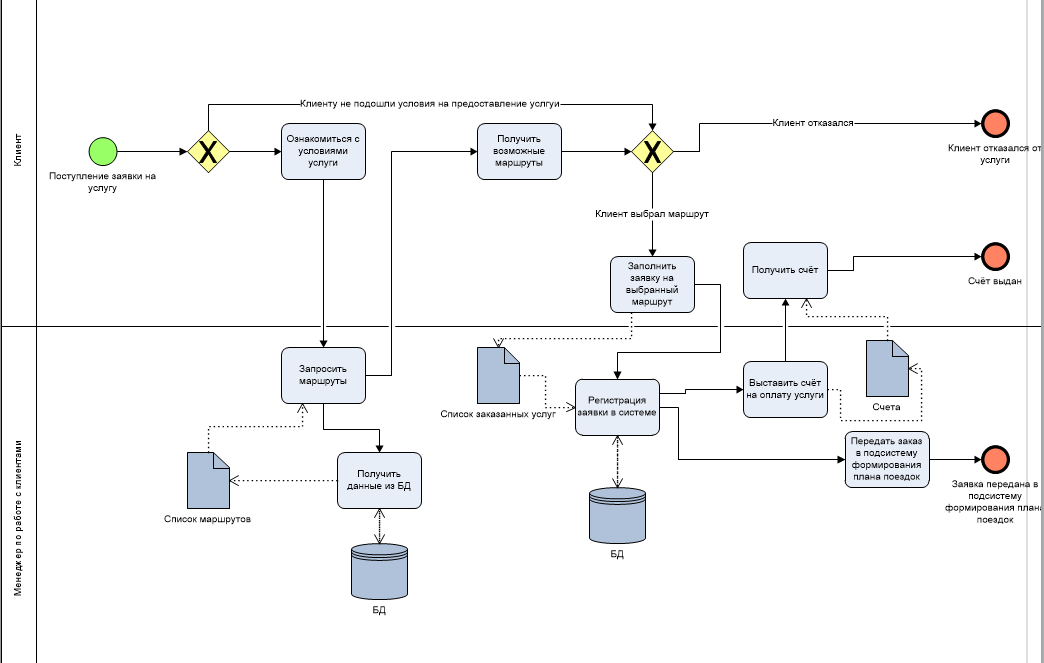 Клиент
Клиенту не подошли условия на предоставление услгуи
Поступление заявки на
услугу
Ознакомиться с
условиями
услуги
Получить
возможные
маршруты
Клиент отказался
Клиент отказался от
услуги
Клиент выбрал маршрут
Заполнить
заявку на
выбранный
маршрут
Получить счёт
Счёт выдан
Менеджер по работе с клиентами
Запросить
маршруты
Список заказанных услуг
Регистрация
заявки в системе
Выставить счёт
на оплату услуги
Счета
Передать заказ
в подсистему
формирования
плана поездок
Заявка передана в
подсистему
формирования плана
поездок
Получить
данные из БД
Список маршрутов
БД
БД